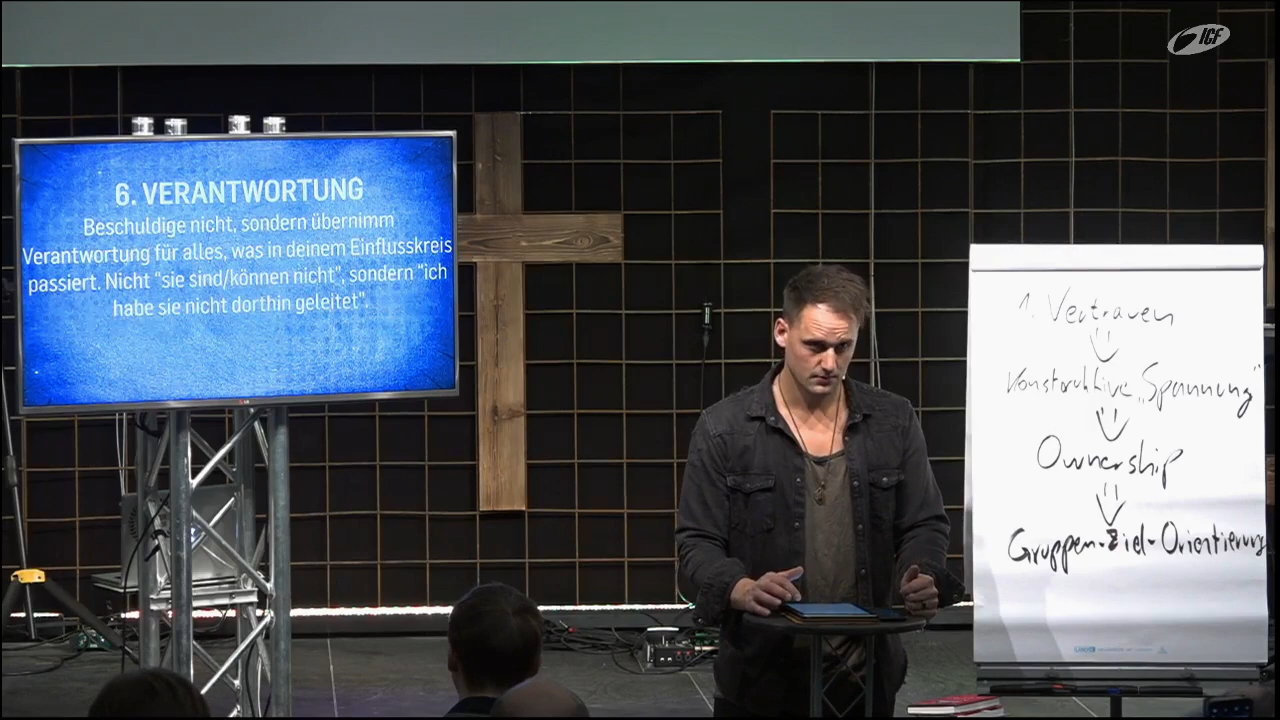 ICF
6. VERANTWORTUNG
Beschuldige nicht, sondern übernimm
Verantwortung für alles, was in deinem Einflusskreis
passiert. Nicht "sie sind/können nicht", sondern "ich
habe sie nicht dorthin geleitet".
1. Vertrauen
Konstruktive „Spannung"
Ownership
Gruppen-Ziel-Orientierung
LG